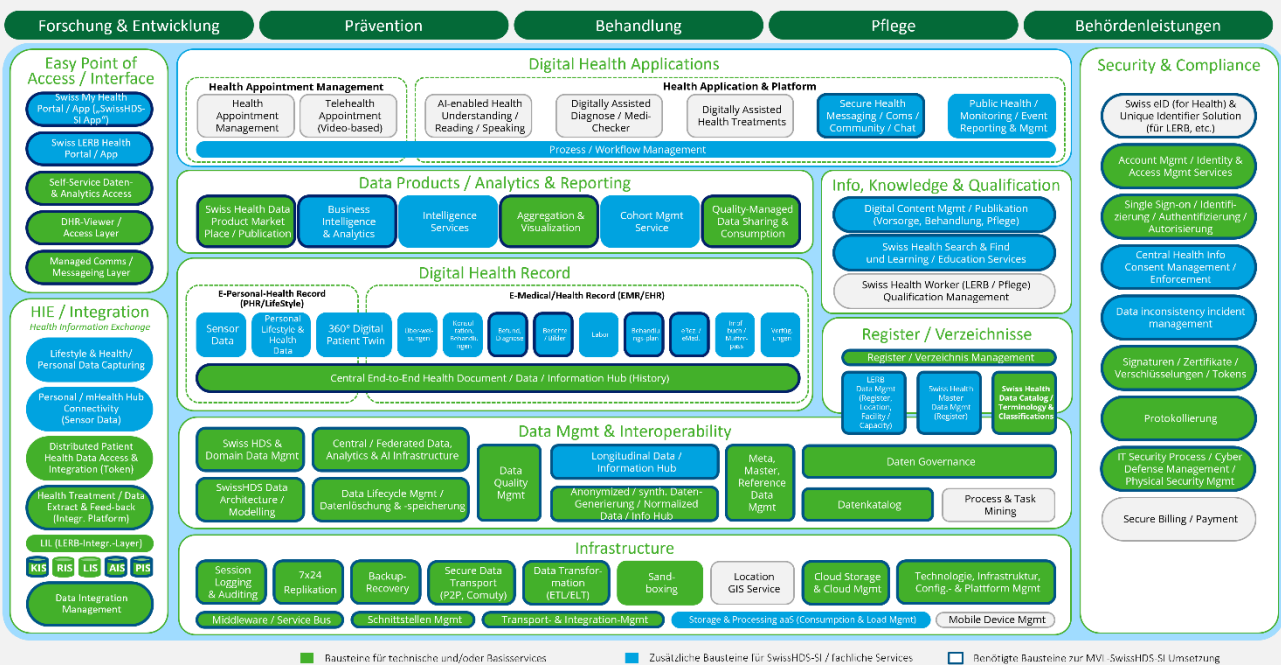 Forschung & Entwicklung
Prävention
Behandlung
Pflege
Behördenleistungen
Easy Point of
Access / Interface
Swiss My Health
Portal / App („SwissHDS-
SI App“)
Swiss LERB Health
Portal / App
Self-Service Daten-
& Analytics Access
DHR-Viewer /
Access Layer
Managed Comms /
Messageing Layer
HIE / Integration
Health Information Exchange
Lifestyle & Health/
Personal Data Capturing
Personal / mHealth Hub
Connectivity
(Sensor Data)
Distributed Patient
Health Data Access &
Integration (Token)
Health Treatment / Data
Extract & Feed-back
(Integr. Platform)
LIL (LERB-Integr.-Layer)
KIS
RIS
LIS
AIS
PIS
Data Integration
Management
Digital Health Applications
Health Appointment Management
Health
Appointment
Management
Telehealth
Appointment
(Video-based)
Health Application & Platform
AI-enabled Health
Understanding /
Reading / Speaking
Digitally Assisted
Diagnose / Medi-
Checker
Digitally Assisted
Health Treatments
Secure Health
Messaging / Coms /
Community / Chat
Public Health /
Monitoring / Event
Reporting & Mgmt
Prozess / Workflow Management
Data Products / Analytics & Reporting
Swiss Health Data
Product Market
Place / Publication
Business
Intelligence
& Analytics
Intelligence
Services
Aggregation &
Visualization
Cohort Mgmt
Service
Quality-Managed
Data Sharing &
Consumption
Info, Knowledge & Qualification
Digital Content Mgmt / Publikation
(Vorsorge, Behandlung, Pflege)
Swiss Health Search & Find
und Learning / Education Services
Swiss Health Worker (LERB / Pflege)
Qualification Management
Digital Health Record
E-Personal-Health Record
(PHR/LifeStyle)
Sensor
Data
Personal
Lifestyle &
Health
Data
360° Digital
Patient Twin
E-Medical/Health Record (EMR/EHR)
Überwei-
sungen
Konsul
tation,
Behandlu
ngen
Befund,
Diagnose
Berichte
/ Bilder
Labor
Behandlu
ngs-plan
eRez. /
eMed.
Impf
buch /
Mutter-
pass
Verfüg
ungen
Central End-to-End Health Document / Data / Information Hub (History)
Register / Verzeichnisse
Register / Verzeichnis Management
LERB
Data Mgmt
(Register,
Location,
Facility /
Capacity)
Swiss Health
Master
Data Mgmt
(Register)
Swiss Health
Data Catalog /
Terminology &
Classifications
Data Mgmt & Interoperability
Swiss HDS &
Domain Data Mgmt
Central / Federated Data,
Analytics & AI Infrastructure
SwissHDS Data
Architecture /
Modelling
Data Lifecycle Mgmt /
Datenlöschung & -speicherung
Data
Quality
Mgmt
Longitudinal Data /
Information Hub
Anonymized / synth. Daten-
Generierung / Normalized
Data / Info Hub
Meta,
Master,
Reference
Data
Mgmt
Daten Governance
Datenkatalog
Process & Task
Mining
Infrastructure
Session
Logging
& Auditing
7x24
Replikation
Backup-
Recovery
Secure Data
Transport
(P2P, Comuty)
Data Transfor-
mation
(ETL/ELT)
Sand-
boxing
Location
GIS Service
Cloud Storage
& Cloud Mgmt
Technologie, Infrastruktur,
Config.- & Plattform Mgmt
Middleware / Service Bus
Schnittstellen Mgmt
Transport- & Integration-Mgmt
Storage & Processing aaS (Consumption & Load Mgmt)
Mobile Device Mgmt
Security & Compliance
Swiss eID (for Health) &
Unique Identifier Solution
(für LERB, etc.)
Account Mgmt / Identity &
Access Mgmt Services
Single Sign-on / Identifi-
zierung / Authentifizierung /
Autorisierung
Central Health Info
Consent Management /
Enforcement
Data inconsistency incident
management
Signaturen / Zertifikate /
Verschlüsselungen / Tokens
Protokollierung
IT Security Process / Cyber
Defense Management /
Physical Security Mgmt
Secure Billing / Payment
Bausteine für technische und/oder Basisservices
Zusätzliche Bausteine für SwissHDS-SI / fachliche Services
Benötigte Bausteine zur MVI -SwissHDS-SI Umsetzung